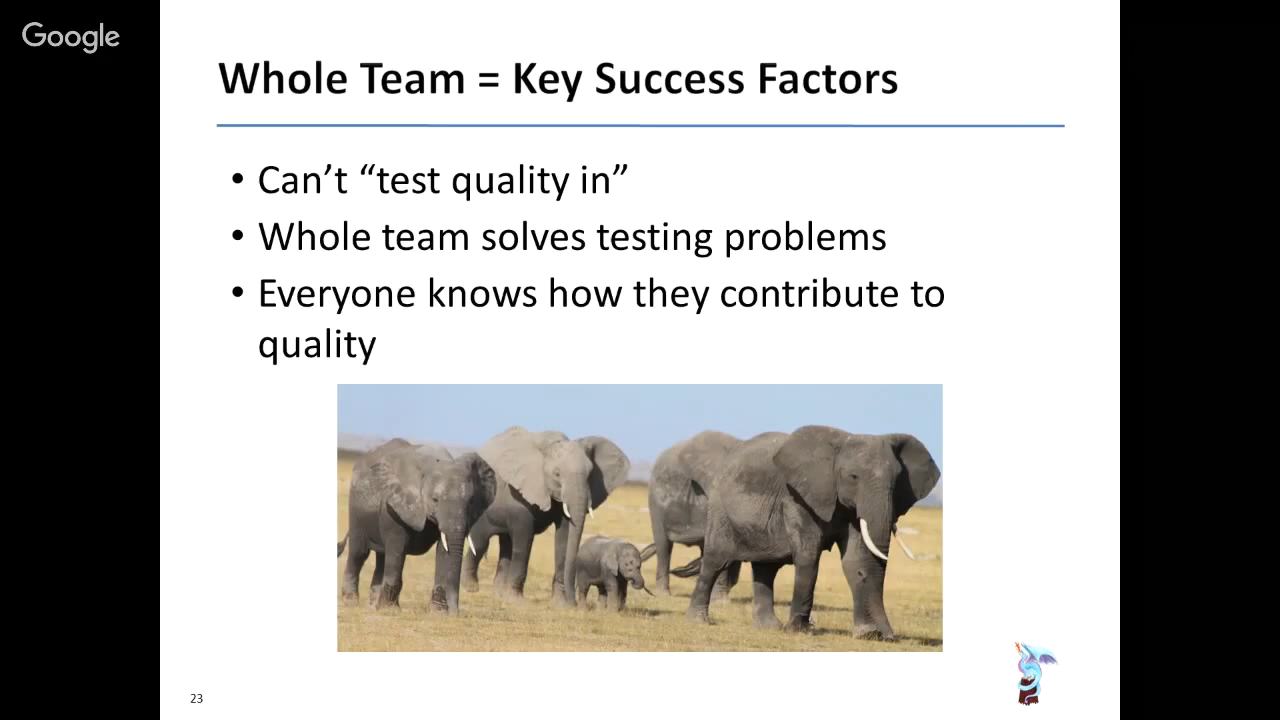 Google
Whole Team = Key Success Factors
• Can’t “test quality in”
• Whole team solves testing problems
• Everyone knows how they contribute to
quality
23